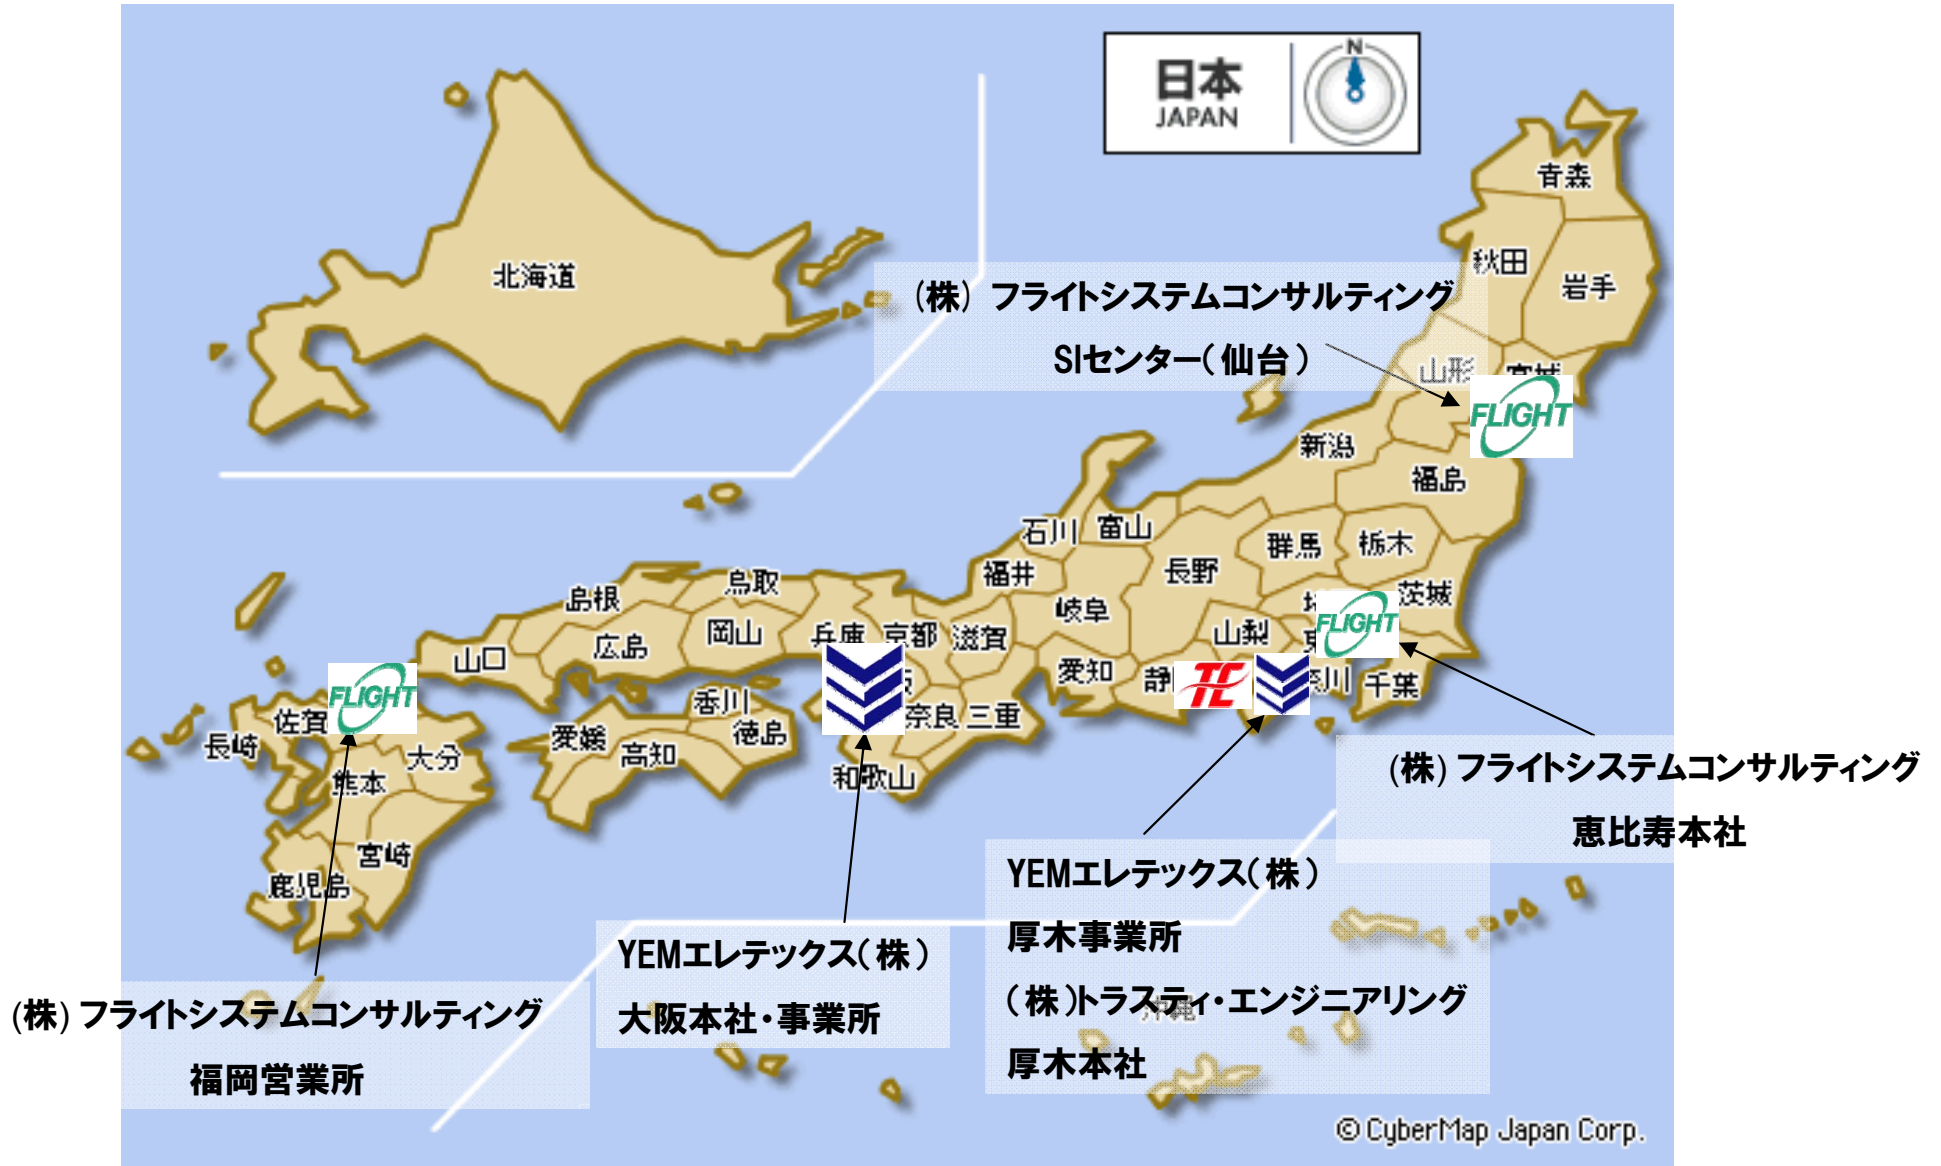 日本
JAPAN
N
青森
北海道
秋田
岩手
(株) フライトシステムコンサルティング
SIセンター(仙台)
山形
宮城
FLIGHT
新潟
福島
石川
富山
群馬
栃木
福井
長野
茨城
鳥取
島根
岐阜
FLIGHT
岡山
兵庫
京都
滋賀
山梨
広島
山口
愛知
千葉
FLIGHT
香川
佐賀
奈良
三重
徳島
愛媛
長崎
大分
高知
熊本
和歌山
(株) フライトシステムコンサルティング
恵比寿本社
宮崎
鹿児島
YEMエレテックス(株)
厚木事業所
(株)トラスティ・エンジニアリング
厚木本社
沖縄
YEMエレテックス(株)
大阪本社・事業所
(株) フライトシステムコンサルティング
福岡営業所
© CyberMap Japan Corp.